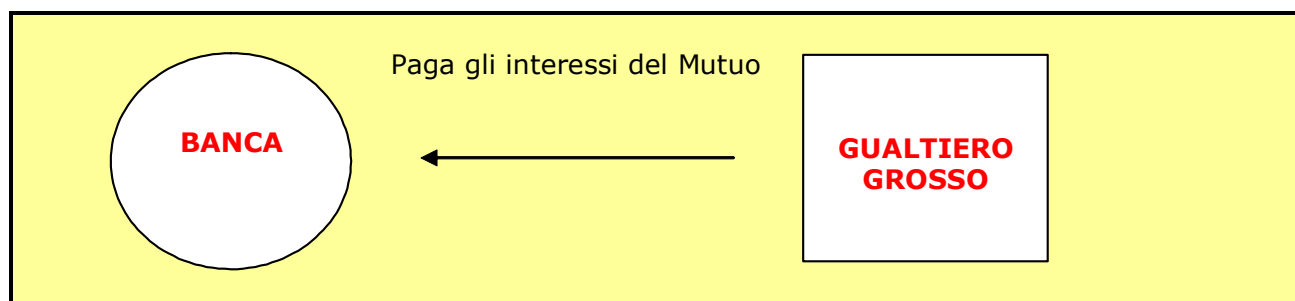 Paga gli interessi del Mutuo
BANCA
GUALTIERO
GROSSO